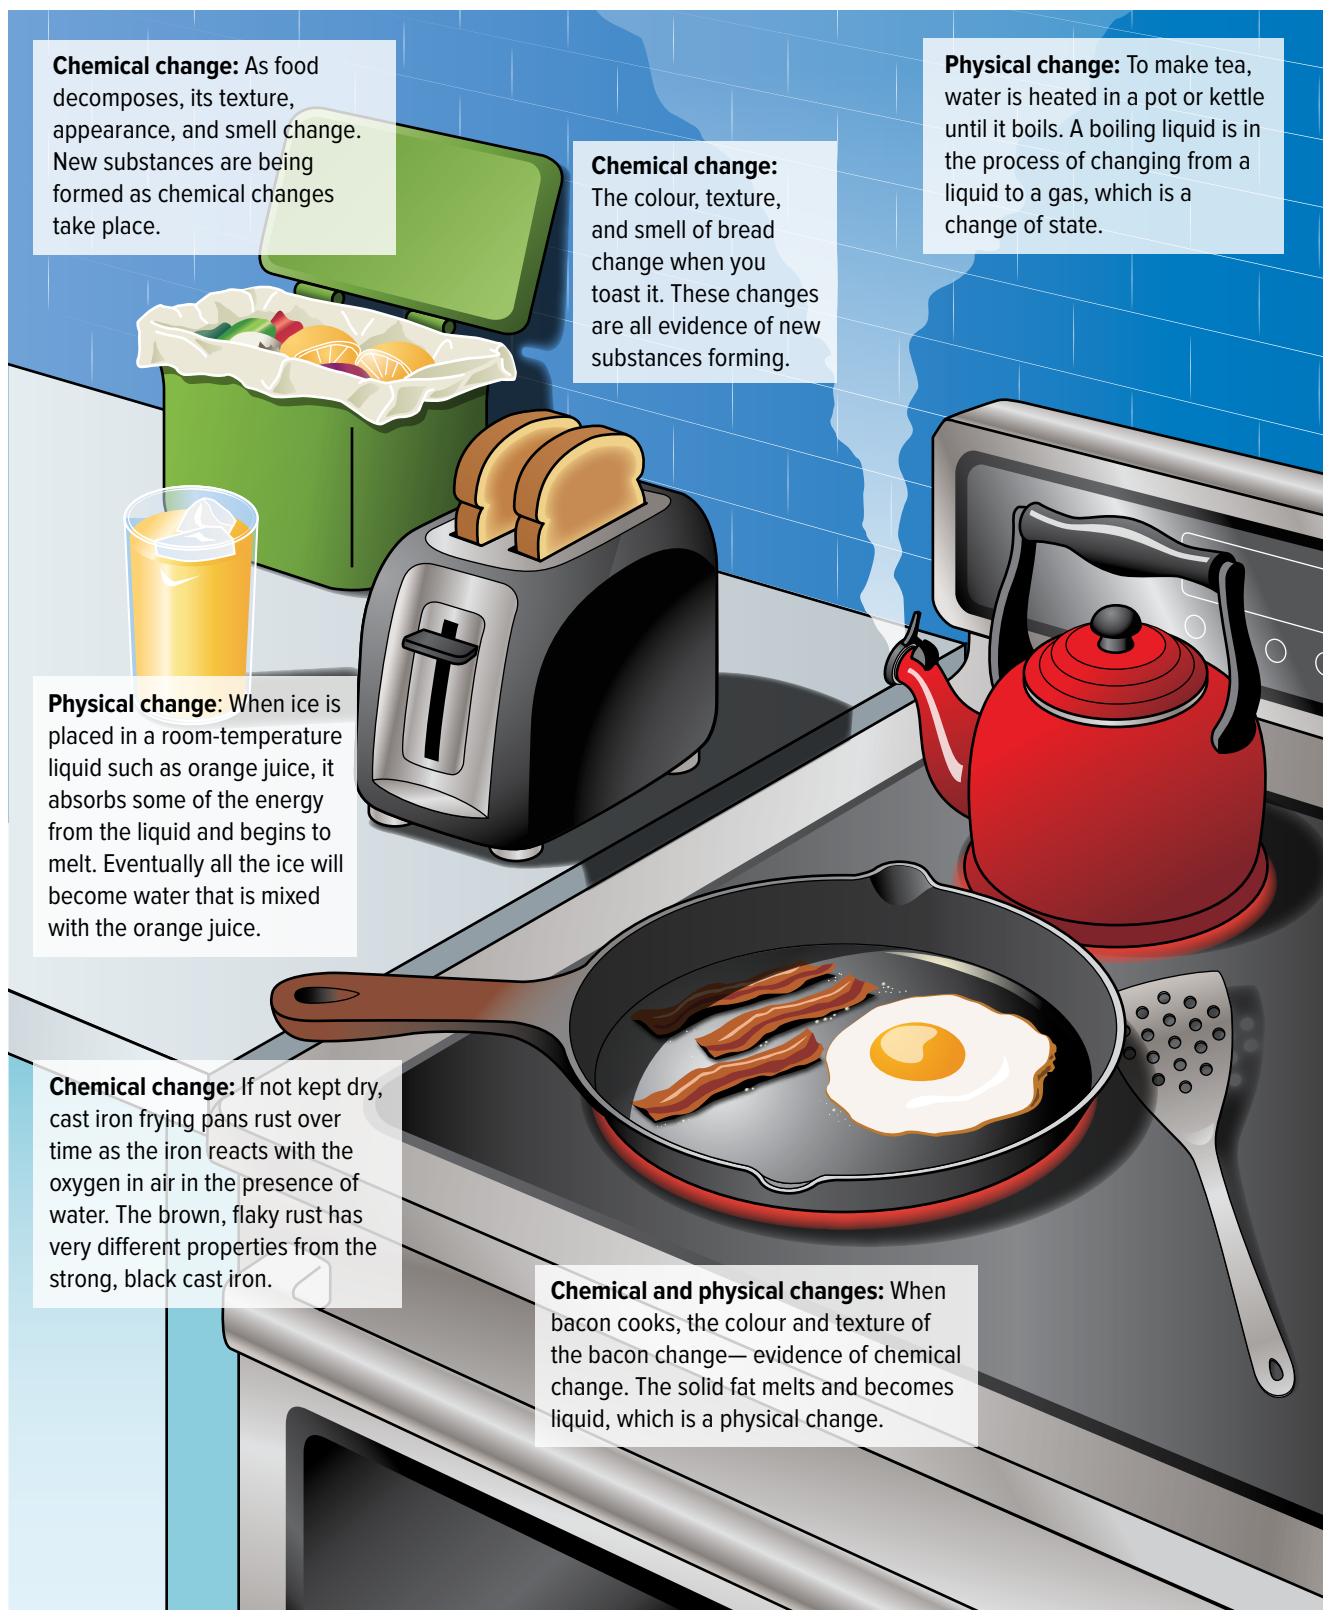 Chemical change: As food
decomposes, its texture,
appearance, and smell change.
New substances are being
formed as chemical changes
take place.
Chemical change:
The colour, texture,
and smell of bread
change when you
toast it. These changes
are all evidence of new
substances forming.
Physical change: To make tea,
water is heated in a pot or kettle
until it boils. A boiling liquid is in
the process of changing from a
liquid to a gas, which is a
change of state.
Physical change: When ice is
placed in a room-temperature
liquid such as orange juice, it
absorbs some of the energy
from the liquid and begins to
melt. Eventually all the ice will
become water that is mixed
with the orange juice.
Chemical change: If not kept dry,
cast iron frying pans rust over
time as the iron reacts with the
oxygen in air in the presence of
water. The brown, flaky rust has
very different properties from the
strong, black cast iron.
Chemical and physical changes: When
bacon cooks, the colour and texture of
the bacon change— evidence of chemical
change. The solid fat melts and becomes
liquid, which is a physical change.